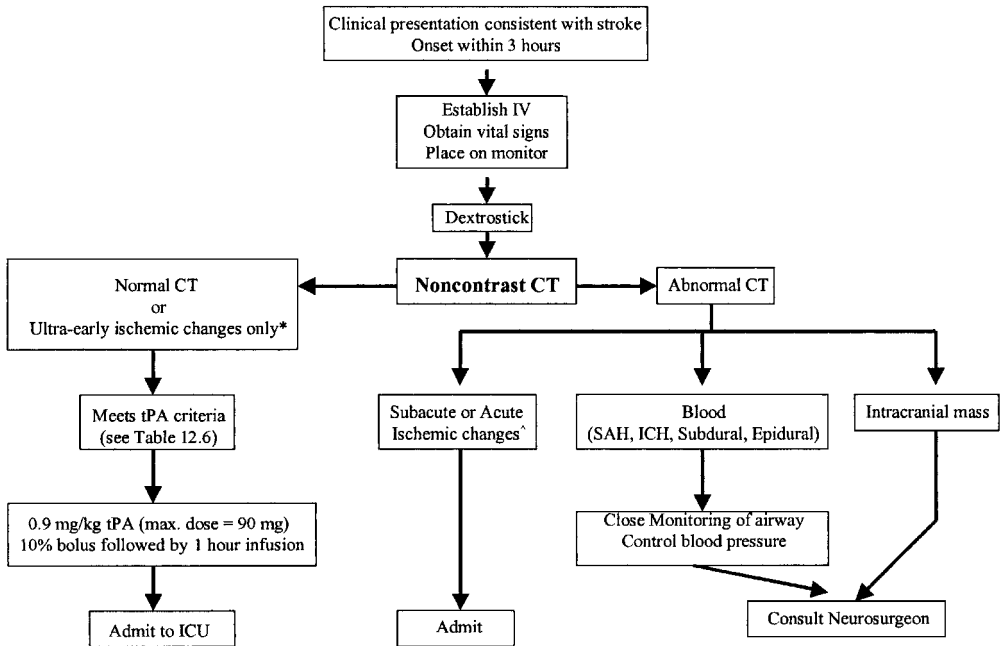 Clinical presentation consistent with stroke
Onset within 3 hours
Establish IV
Obtain vital signs
Place on monitor
Dextrostick
Noncontrast CT
Normal CT
or
Ultra-early ischemic changes only*
Abnormal CT
Meets tPA criteria
(see Table 12.6)
Subacute or Acute
Ischemic changes^
Blood
(SAH, ICH, Subdural, Epidural)
Intracranial mass
0.9 mg/kg tPA (max. dose = 90 mg)
10% bolus followed by 1 hour infusion
Close Monitoring of airway
Control blood pressure
Admit to ICU
Admit
Consult Neurosurgeon